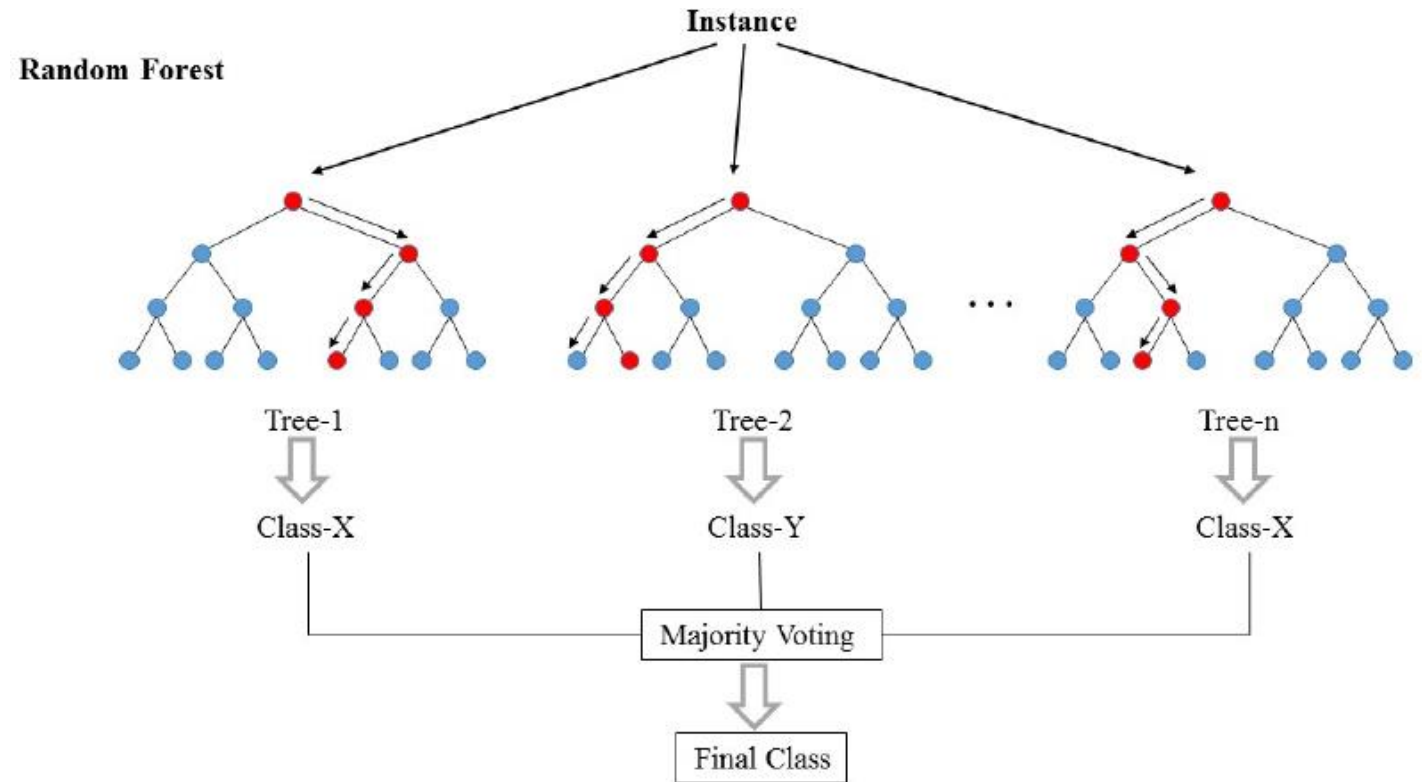 Instance
Random Forest
...
Tree-1
Tree-2
Tree-n
Class-X
Class-Y
Class-X
Majority Voting
Final Class